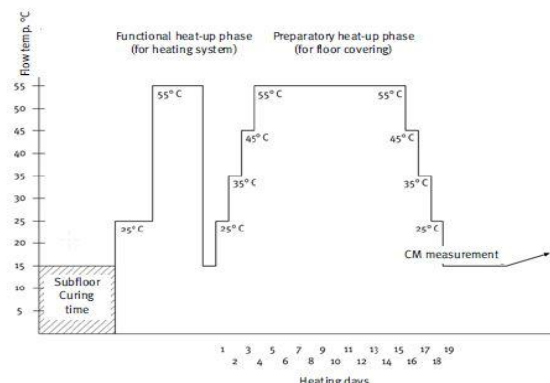 Functional heat-up phase
(for heating system)
Preparatory heat-up phase
(for floor covering)
Flow temp. °C
55
50
45
40
35
30
25
20
15
10
5
55° C
55° C
55° C
45° C
45° C
35° C
35° C
25° C
25° C
25° C
CM measurement
Subfloor
Curing
time
1 3 5 7 9 11 13 15 17 19
2 4 6 8 10 12 14 16 18
Heating days